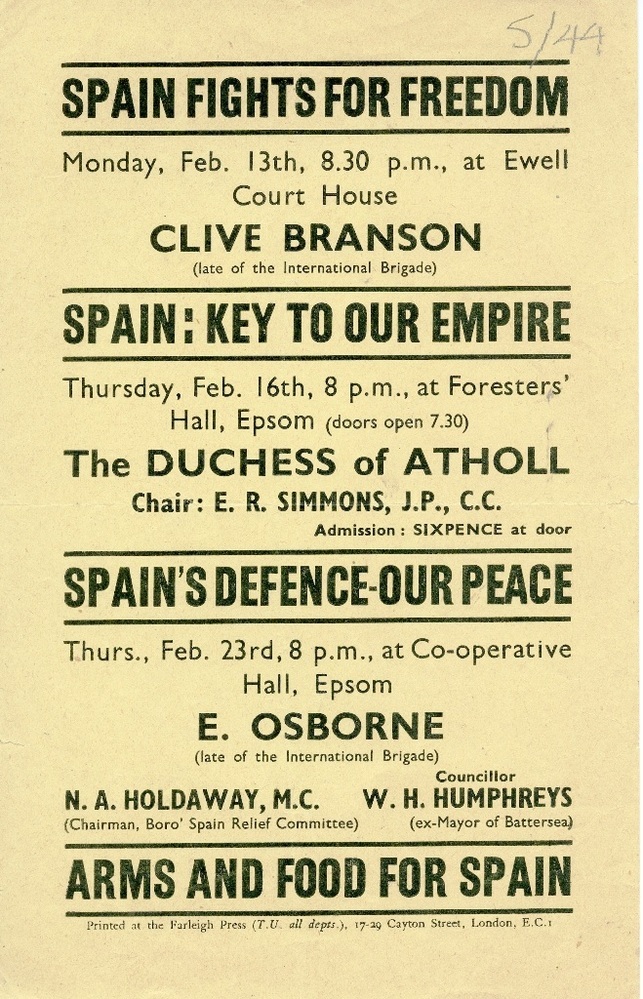 5/44
SPAIN FIGHTS FOR FREEDOM
Monday, Feb. 13th, 8.30 p.m., at Ewell
Court House
CLIVE BRANSON
(late of the International Brigade)
SPAIN: KEY TO OUR EMPIRE
Thursday, Feb. 16th, 8 p.m., at Foresters'
Hall, Epsom (doors open 7.30)
The DUCHESS of ATHOLL
Chair: E. R. SIMMONS, J.P., C.C.
Admission: SIXPENCE at door
SPAIN'S DEFENCE-OUR PEACE
Thurs., Feb. 23rd, 8 p.m., at Co-operative
Hall, Epsom
E. OSBORNE
(late of the International Brigade)
Councillor
N. A. HOLDAWAY, M.C. W. H. HUMPHREYS
(Chairman, Boro' Spain Relief Committee) (ex-Mayor of Battersea)
ARMS AND FOOD FOR SPAIN
Printed at the Farleigh Press (T.U. all depts.), 17-29 Cayton Street, London, E.C.1